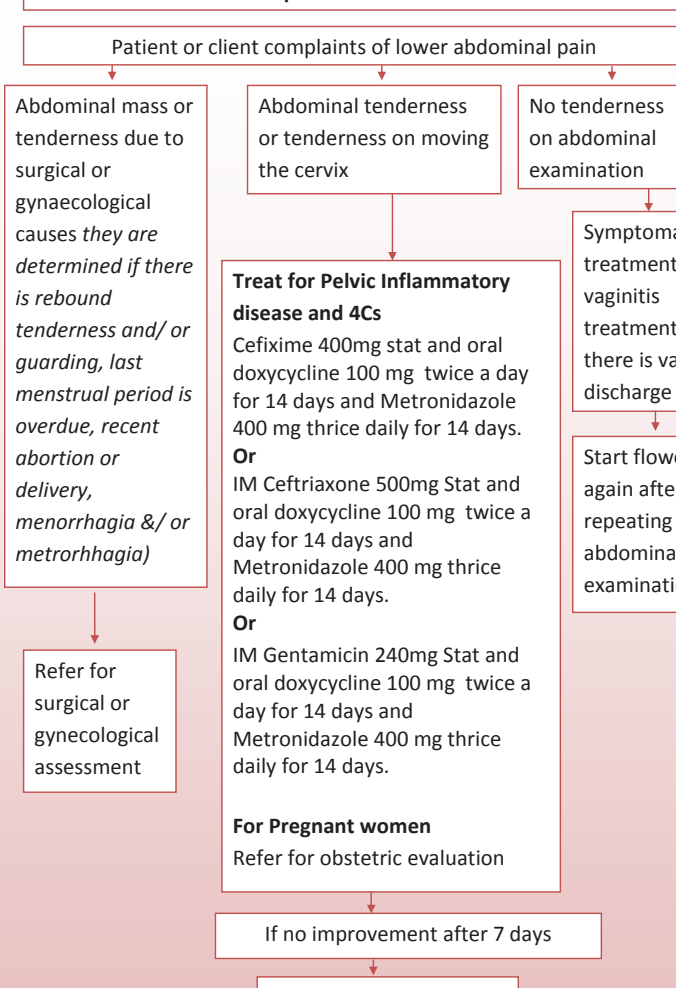 Patient or client complaints of lower abdominal pain
Abdominal mass or
tenderness due to
surgical or
gynaecological
causes they are
determined if there
is rebound
tenderness and/ or
guarding, last
menstrual period is
overdue, recent
abortion or
delivery,
menorrhagia &/ or
metrorhhagia)
Refer for
surgical or
gynecological
assessment
Abdominal tenderness
or tenderness on moving
the cervix
Treat for Pelvic Inflammatory
disease and 4Cs
Cefixime 400mg stat and oral
doxycycline 100 mg twice a day
for 14 days and Metronidazole
400 mg thrice daily for 14 days.
Or
IM Ceftriaxone 500mg Stat and
oral doxycycline 100 mg twice a
day for 14 days and
Metronidazole 400 mg thrice
daily for 14 days.
Or
IM Gentamicin 240mg Stat and
oral doxycycline 100 mg twice a
day for 14 days and
Metronidazole 400 mg thrice
daily for 14 days.
For Pregnant women
Refer for obstetric evaluation
If no improvement after 7 days
No tenderness
on abdominal
examination
treatment
vaginitis
treatment
there is
discharge
Start
again
repeating